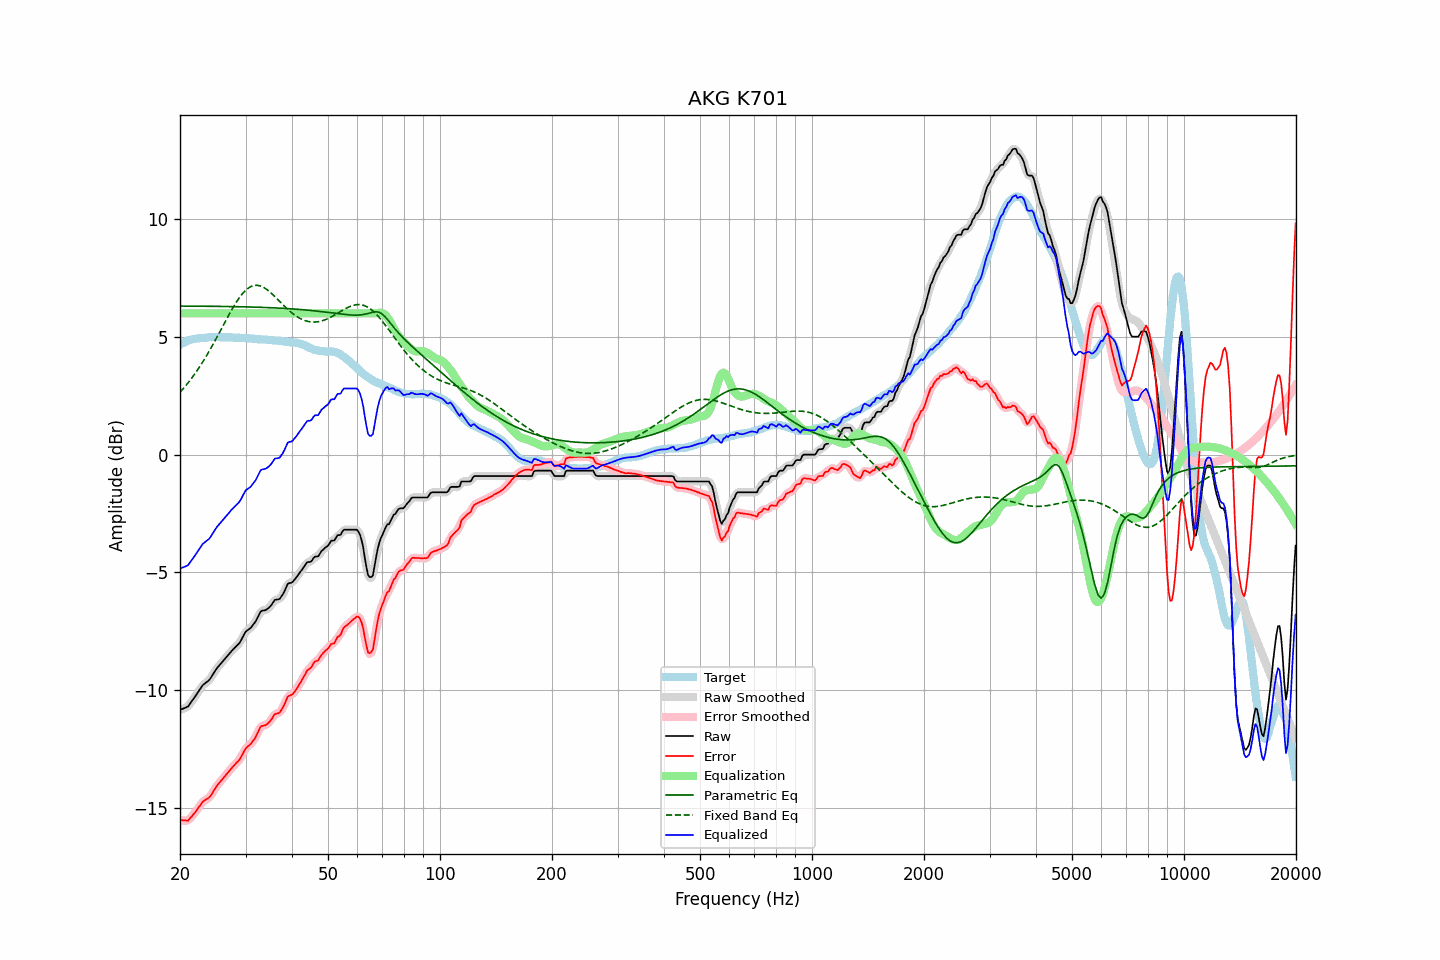 AKG K701
Amplitude (dBr)
10
5
0
−5
−10
−15
Target
Raw Smoothed
Error Smoothed
Raw
Error
Equalization
Parametric Eq
Fixed Band Eq
Equalized
20 50 100 200 500 1000 2000 5000 10000 20000
Frequency (Hz)